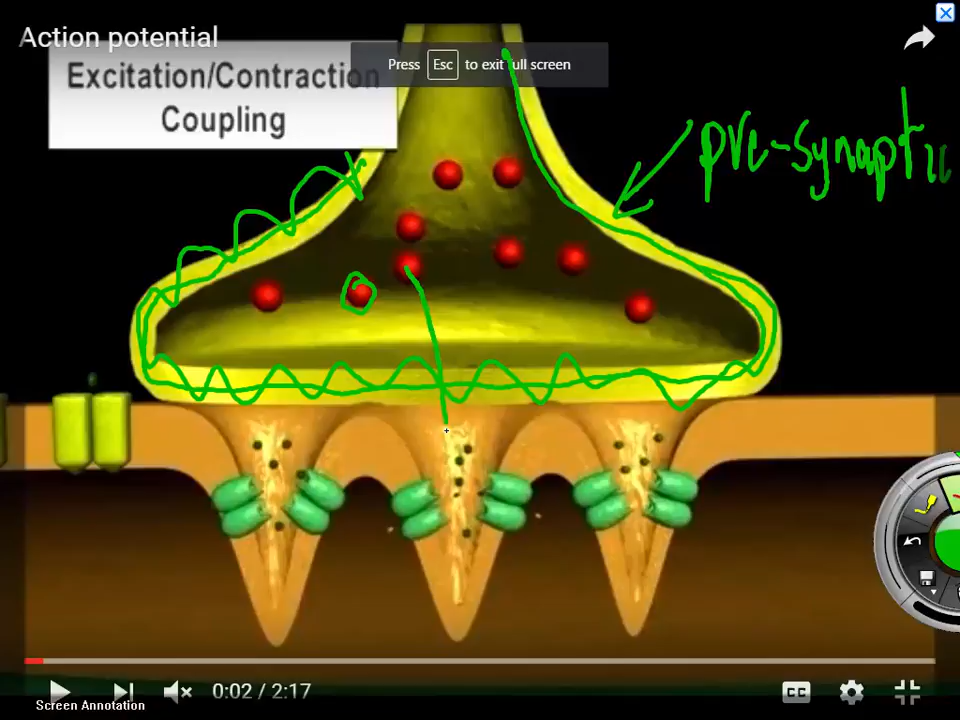 Action potential
Excitation/Contraction
Coupling
Press Esc to exit full screen
pre-synaptic
0:02 / 2:17
CC
Screen Annotation